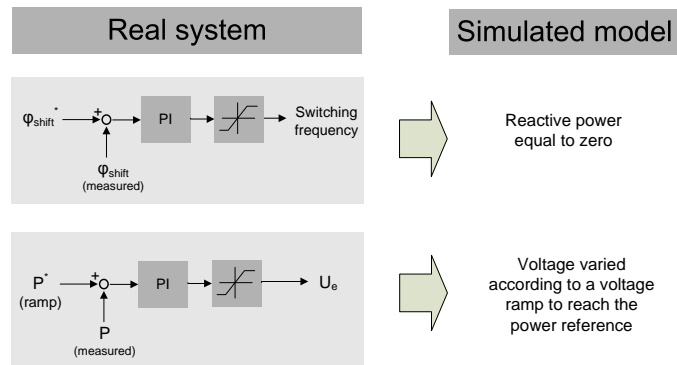 Real system
Simulated model
φshift*
+
PI
Switching
frequency
φshift
(measured)
Reactive power
equal to zero
P*
(ramp)
+
PI
Ue
P
(measured)
Voltage varied
according to a voltage
ramp to reach the
power reference